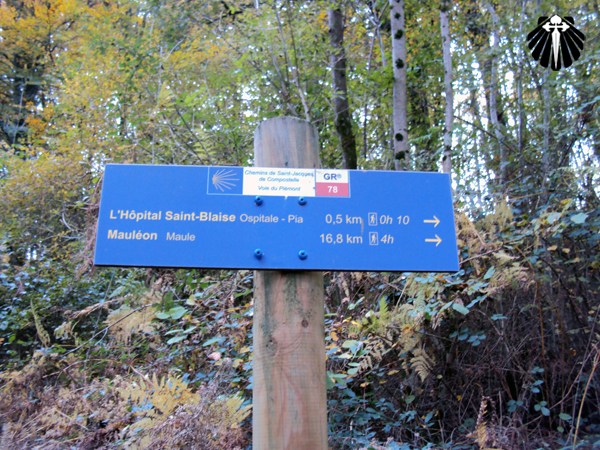 Chemins de Saint-Jacques
de Compostelle
Voie du Piémont
GR®
78
L'Hôpital Saint-Blaise Ospitale - Pia 0,5 km 0h 10
Mauléon Maule 16,8 km 4h